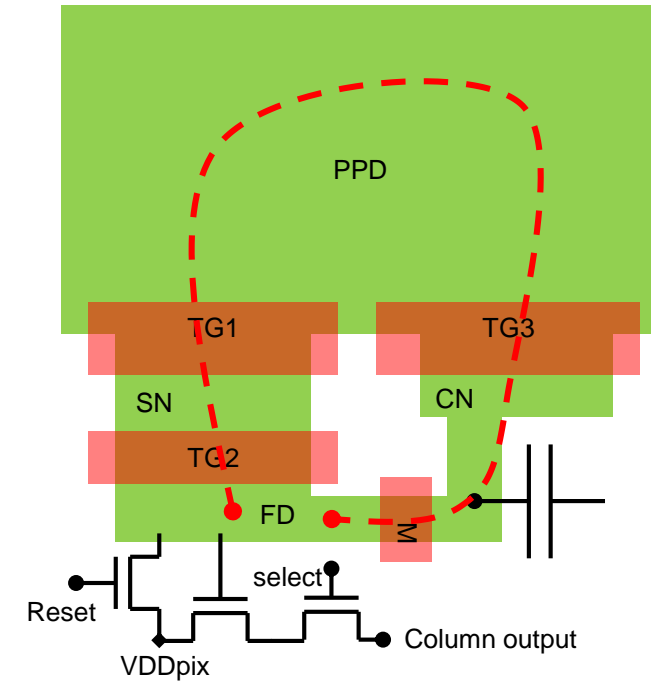 PPD
TG1
TG3
SN
CN
TG2
FD
M
select
Reset
Column output
VDDpix